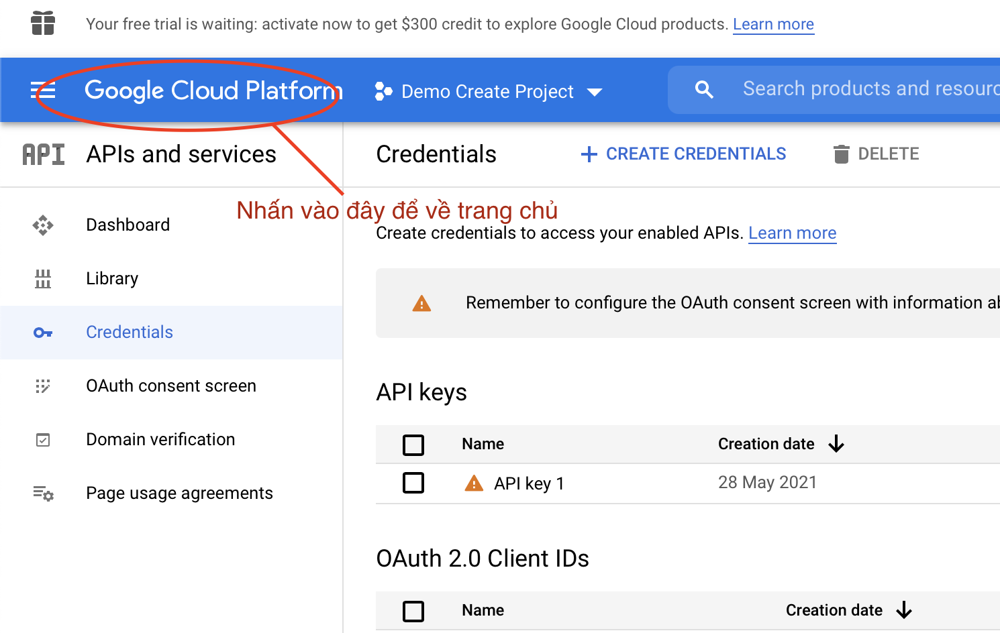 Your free trial is waiting: activate now to get $300 credit to explore Google Cloud products. Learn more
Google Cloud Platform
Demo Create Project
Search products and
API
APIs and services
Credentials
CREATE CREDENTIALS
DELETE
Nhấn vào đây để về trang chủ
Dashboard
Create credentials to access your enabled APIs. Learn more
Library
Remember to configure the OAuth consent screen with information
Credentials
OAuth consent screen
API keys
Domain verification
Name
Creation date
API key 1
28 May 2021
Page usage agreements
OAuth 2.0 Client IDs
Name
Creation date